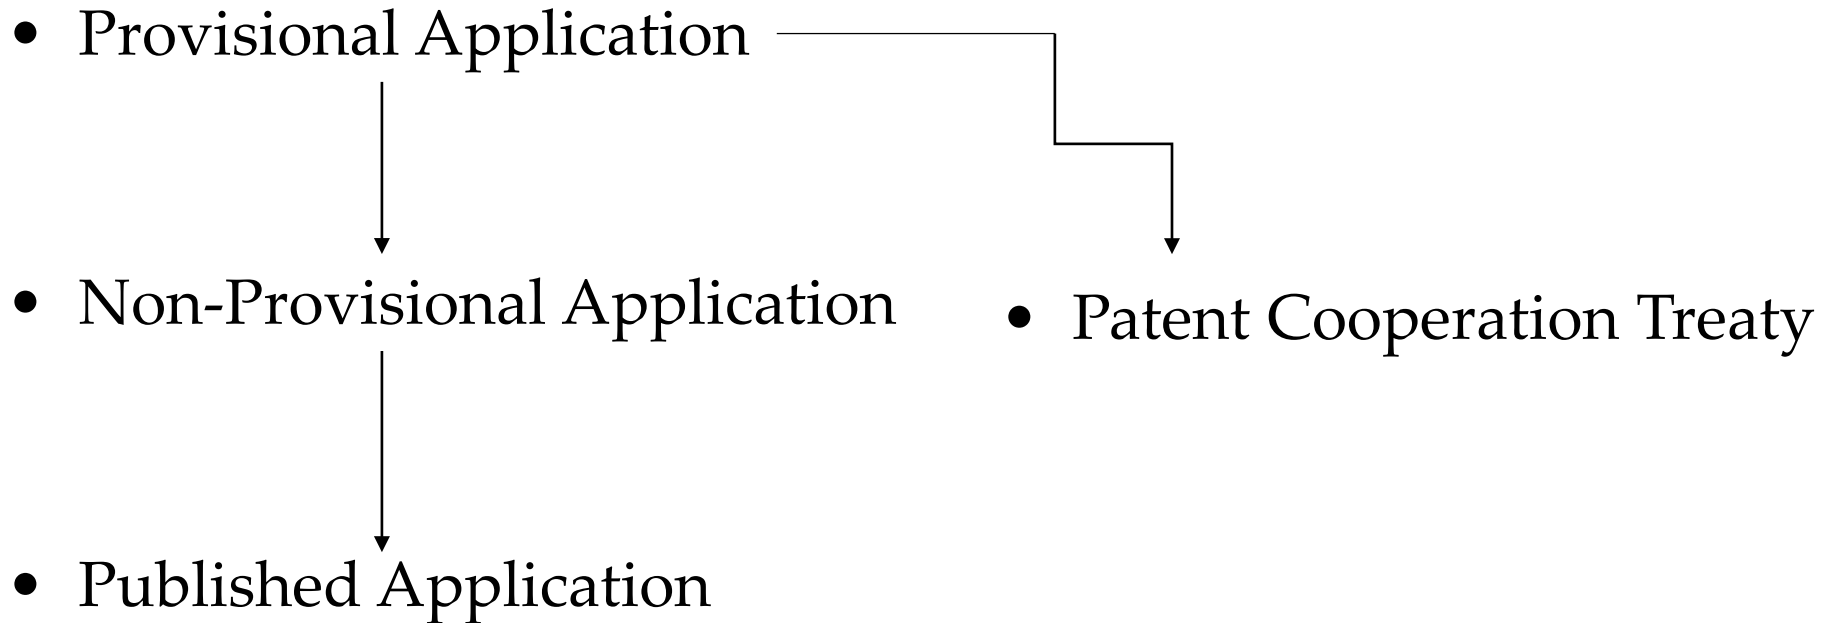 • Provisional Application
• Non-Provisional Application
• Patent Cooperation Treaty
• Published Application